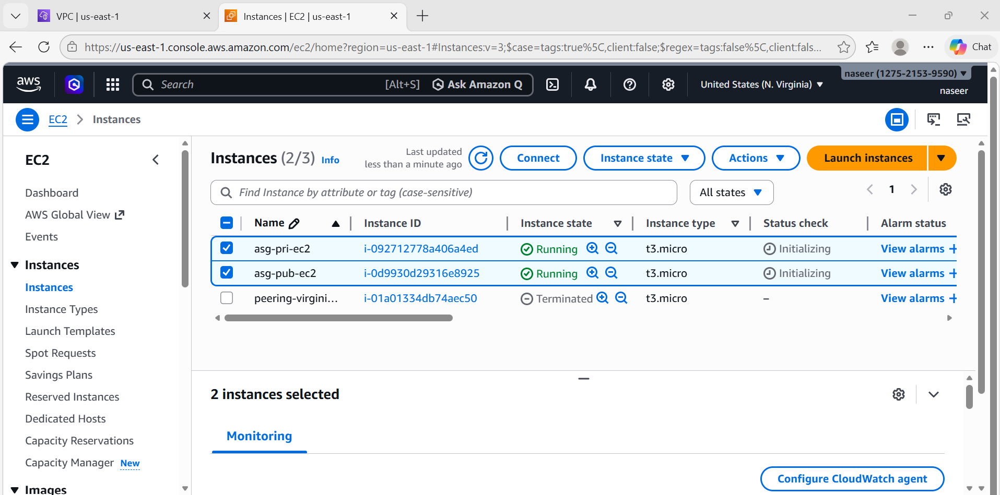 VPC | us-east-1
Instances | EC2 | us-east-1
https://us-east-1.console.aws.amazon.com/ec2/home?region=us-east-1#Instances:v=3;$case=tags:true%5C,client:false;$regex=tags:false%5C,client:fals...
Chat
aws
Search
[Alt+S]
Ask Amazon Q
United States (N. Virginia)
naseer (1275-2153-9590)
naseer
EC2
Instances
EC2
Dashboard
AWS Global View
Events
Instances
Instances
Instance Types
Launch Templates
Spot Requests
Savings Plans
Reserved Instances
Dedicated Hosts
Capacity Reservations
Capacity Manager New
Images
Instances (2/3) Info
Last updated
less than a minute ago
Connect
Instance state
Actions
Launch instances
Find Instance by attribute or tag (case-sensitive)
All states
1
Name Instance ID Instance state Instance type Status check Alarm status
asg-pri-ec2 i-092712778a406a4ed Running t3.micro Initializing View alarms +
asg-pub-ec2 i-0d9930d29316e8925 Running t3.micro Initializing View alarms +
peering-virgini... i-01a01334db74aec50 Terminated t3.micro – View alarms +
2 instances selected
Monitoring
Configure CloudWatch agent